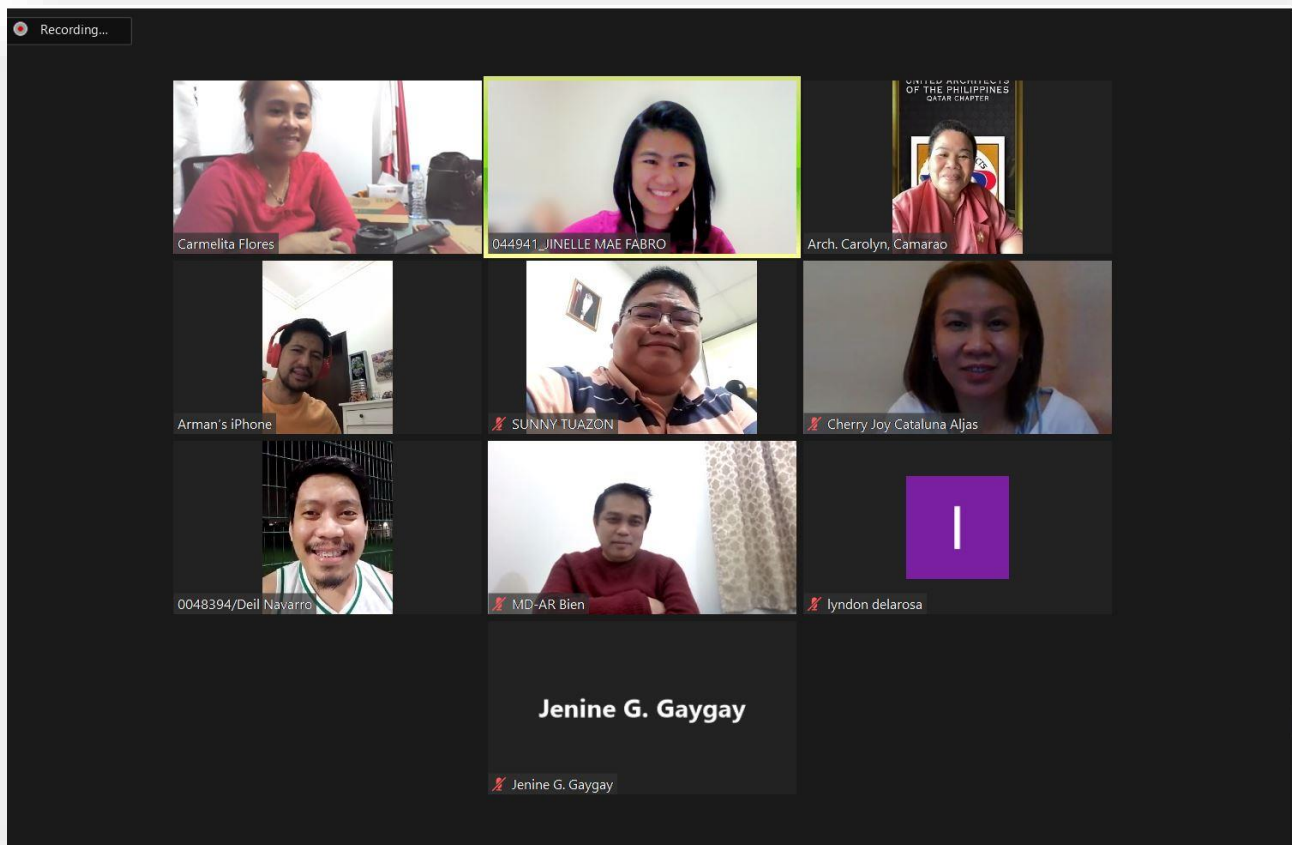 Recording...
UNITED ARCHITECTS
OF THE PHILIPPINES
QATAR CHAPTER
Carmelita Flores
044941_JINELLE MAE FABRO
Arch. Carolyn, Camarao
Arman's iPhone
SUNNY TUAZON
Cherry Joy Cataluna Aljas
0048394/Deil Navarro
MD-AR Bien
l
lyndon delarosa
Jenine G. Gaygay
Jenine G. Gaygay